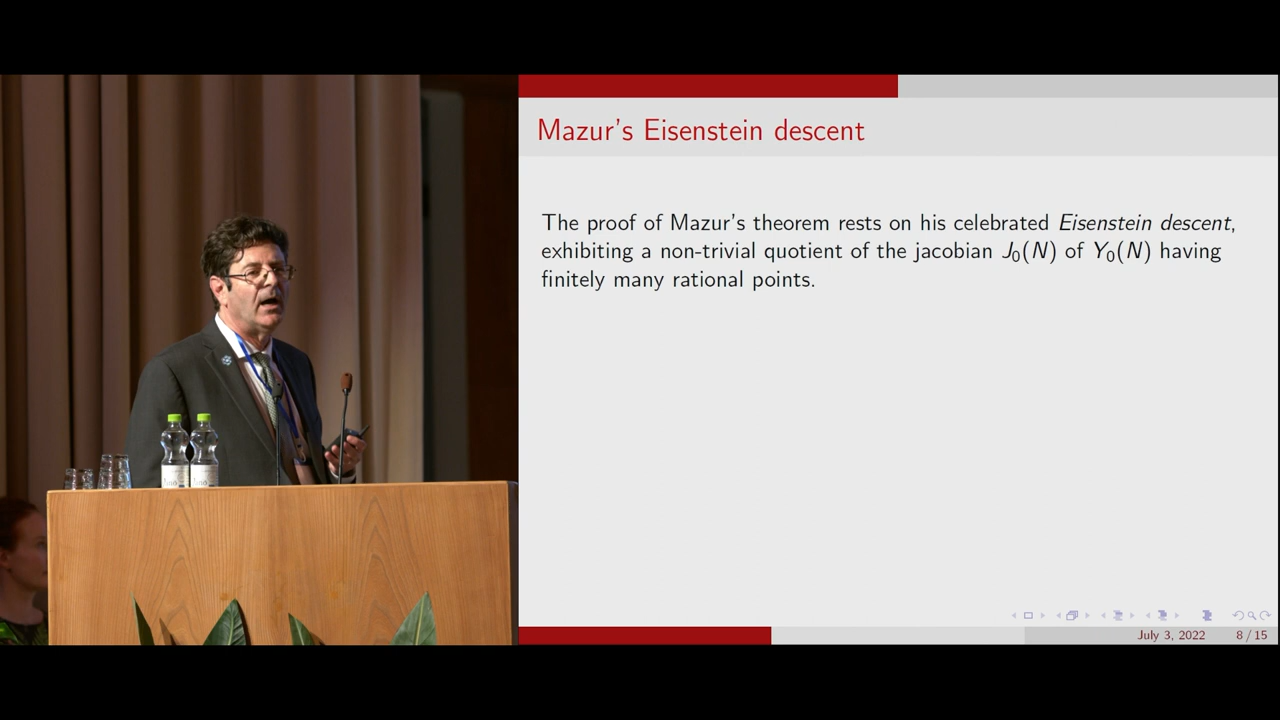 Mazur's Eisenstein descent
The proof of Mazur's theorem rests on his celebrated Eisenstein descent,
exhibiting a non-trivial quotient of the jacobian J₀(N) of Y₀(N) having
finitely many rational points.
July 3, 2022 8 / 15